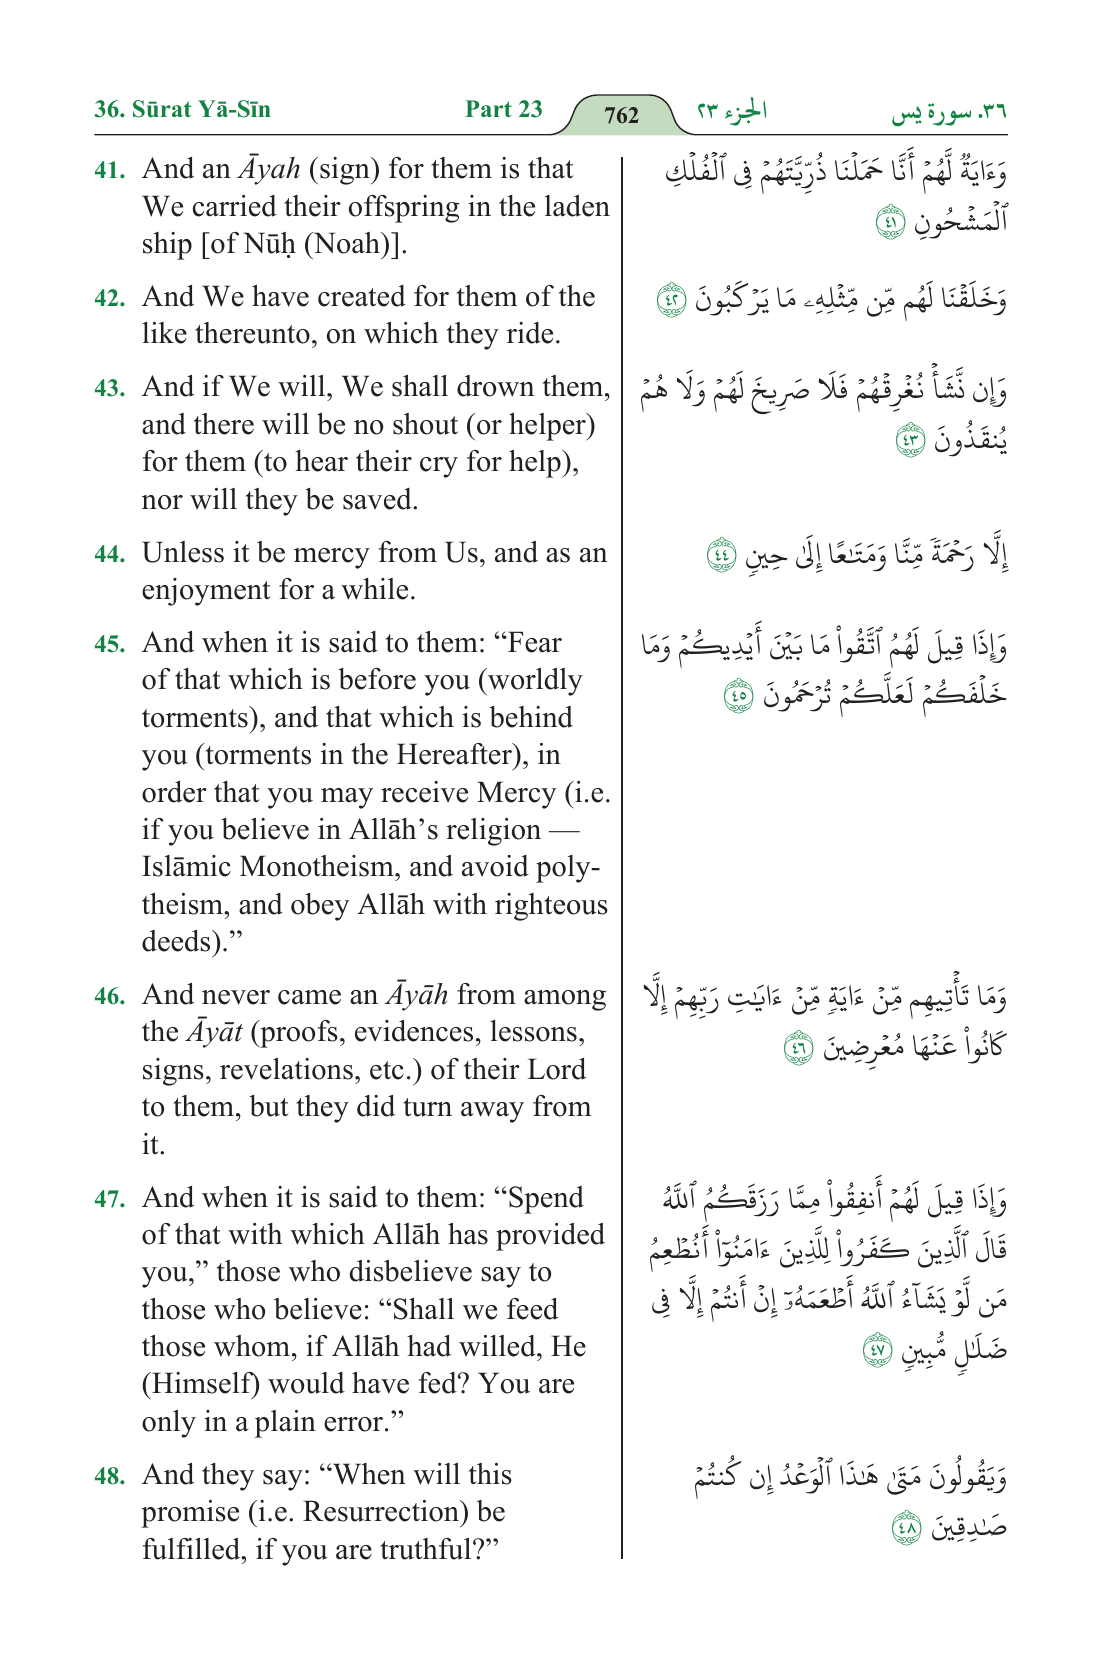 36. Sūrat Yā-Sīn Part 23 762 الجزء ٢٣ ٣٦. سورة يس
41. And an Āyah (sign) for them is that
We carried their offspring in the laden
ship [of Nūḥ (Noah)].
42. And We have created for them of the
like thereunto, on which they ride.
43. And if We will, We shall drown them,
and there will be no shout (or helper)
for them (to hear their cry for help),
nor will they be saved.
44. Unless it be mercy from Us, and as an
enjoyment for a while.
45. And when it is said to them: “Fear
of that which is before you (worldly
torments), and that which is behind
you (torments in the Hereafter), in
order that you may receive Mercy (i.e.
if you believe in Allāh’s religion —
Islāmic Monotheism, and avoid poly-
theism, and obey Allāh with righteous
deeds).”
46. And never came an Āyāh from among
the Āyāt (proofs, evidences, lessons,
signs, revelations, etc.) of their Lord
to them, but they did turn away from
it.
47. And when it is said to them: “Spend
of that with which Allāh has provided
you,” those who disbelieve say to
those who believe: “Shall we feed
those whom, if Allāh had willed, He
(Himself) would have fed? You are
only in a plain error.”
48. And they say: “When will this
promise (i.e. Resurrection) be
fulfilled, if you are truthful?”
وَءَايَةٞ لَّهُمۡ أَنَّا حَمَلۡنَا ذُرِّيَّتَهُمۡ فِي ٱلۡفُلۡكِ
ٱلۡمَشۡحُونِ ٤١
وَخَلَقۡنَا لَهُم مِّن مِّثۡلِهِۦ مَا يَرۡكَبُونَ ٤٢
وَإِن نَّشَأۡ نُغۡرِقۡهُمۡ فَلَا صَرِيخَ لَهُمۡ وَلَا هُمۡ
يُنقَذُونَ ٤٣
إِلَّا رَحۡمَةٗ مِّنَّا وَمَتَٰعًا إِلَىٰ حِينٖ ٤٤
وَإِذَا قِيلَ لَهُمُ ٱتَّقُواْ مَا بَيۡنَ أَيۡدِيكُمۡ وَمَا
خَلۡفَكُمۡ لَعَلَّكُمۡ تُرۡحَمُونَ ٤٥
وَمَا تَأۡتِيهِم مِّنۡ ءَايَةٖ مِّنۡ ءَايَٰتِ رَبِّهِمۡ إِلَّا
كَانُواْ عَنۡهَا مُعۡرِضِينَ ٤٦
وَإِذَا قِيلَ لَهُمۡ أَنفِقُواْ مِمَّا رَزَقَكُمُ ٱللَّهُ
قَالَ ٱلَّذِينَ كَفَرُواْ لِلَّذِينَ ءَامَنُوٓاْ أَنُطۡعِمُ
مَن لَّوۡ يَشَآءُ ٱللَّهُ أَطۡعَمَهُۥٓ إِنۡ أَنتُمۡ إِلَّا فِي
ضَلَٰلٖ مُّبِينٖ ٤٧
وَيَقُولُونَ مَتَىٰ هَٰذَا ٱلۡوَعۡدُ إِن كُنتُمۡ
صَٰدِقِينَ ٤٨